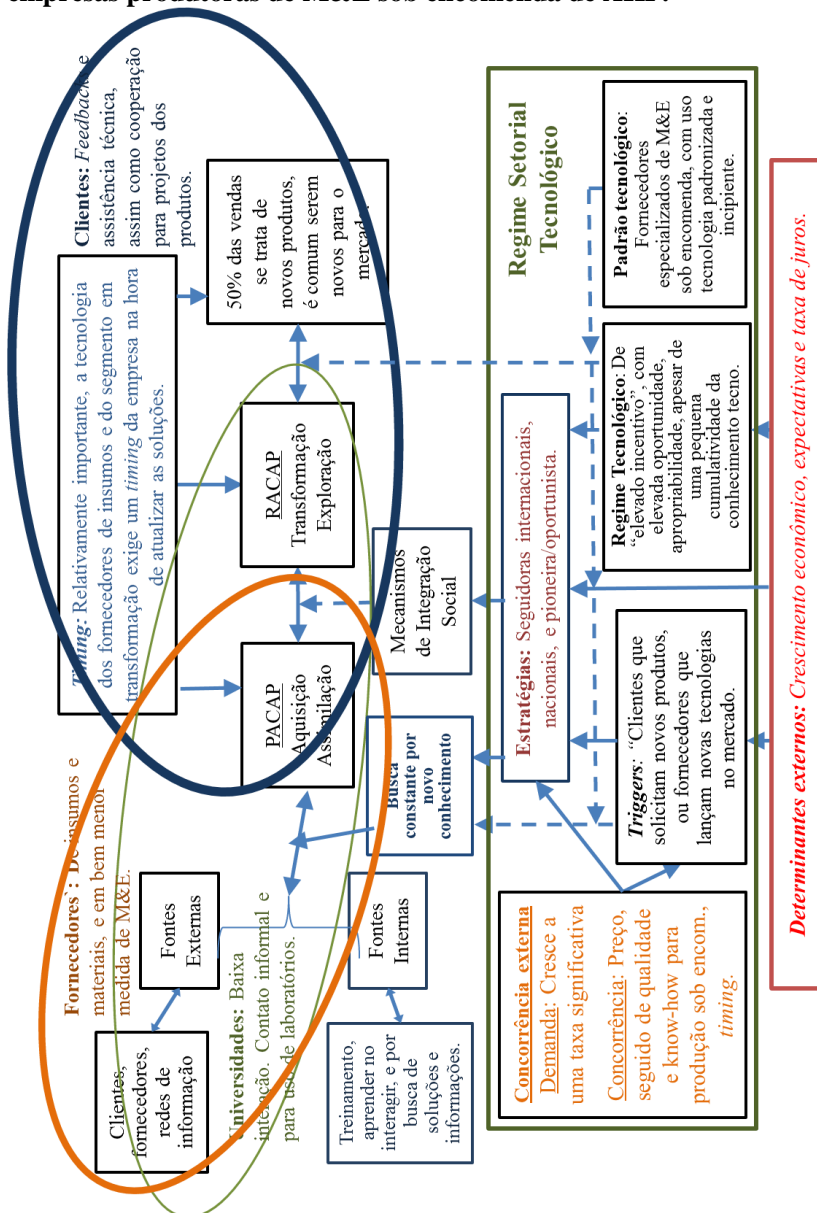 empresas produtoras de M&E sob encomenda de AHP.
Clientes: Feedbacks e
assistência técnica,
assim como cooperação
para projetos dos
produtos.
Timing: Relativamente importante, a tecnologia
dos fornecedores de insumos e do segmento em
transformação exige um timing da empresa na hora
de atualizar as soluções.
50% das vendas
se trata de
novos produtos,
é comum serem
novos para o
mercado.
RACAP
Transformação
Exploração
PACAP
Aquisição
Assimilação
Mecanismos
de Integração
Social
Busca
constante por
novo
conhecimento
Fornecedores`: De insumos e
materiais, e em bem menor
medida de M&E.
Fontes
Externas
Clientes,
fornecedores,
redes de
informação
Universidades: Baixa
interação. Contato informal e
para uso de laboratórios.
Fontes
Internas
Treinamento,
aprender no
interagir, e por
busca de
soluções e
informações.
Regime Setorial
Tecnológico
Estratégias: Seguidoras internacionais,
nacionais, e pioneira/oportunista.
Padrão tecnológico:
Fornecedores
especializados de M&E
sob encomenda, com uso
tecnologia padronizada e
incipiente.
Regime Tecnológico: De
“elevado incentivo”, com
elevada oportunidade,
apropriabilidade, apesar de
uma pequena
cumulatividade da
conhecimento tecno.
Triggers: “Clientes que
solicitam novos produtos,
ou fornecedores que
lançam novas tecnologias
no mercado.
Concorrência externa
Demanda: Cresce a
uma taxa significativa
Concorrência: Preço,
seguido de qualidade
e know-how para
produção sob encom.,
timing.
Determinantes externos: Crescimento econômico, expectativas e taxa de juros.